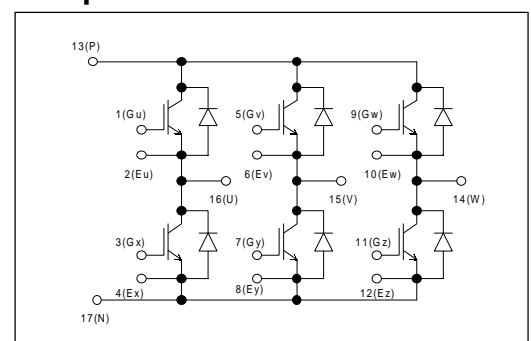 13(P)
1(Gu)
5(Gv)
9(Gw)
2(Eu)
6(Ev)
10(Ew)
16(U)
15(V)
14(W)
3(Gx)
7(Gy)
11(Gz)
4(Ex)
8(Ey)
12(Ez)
17(N)